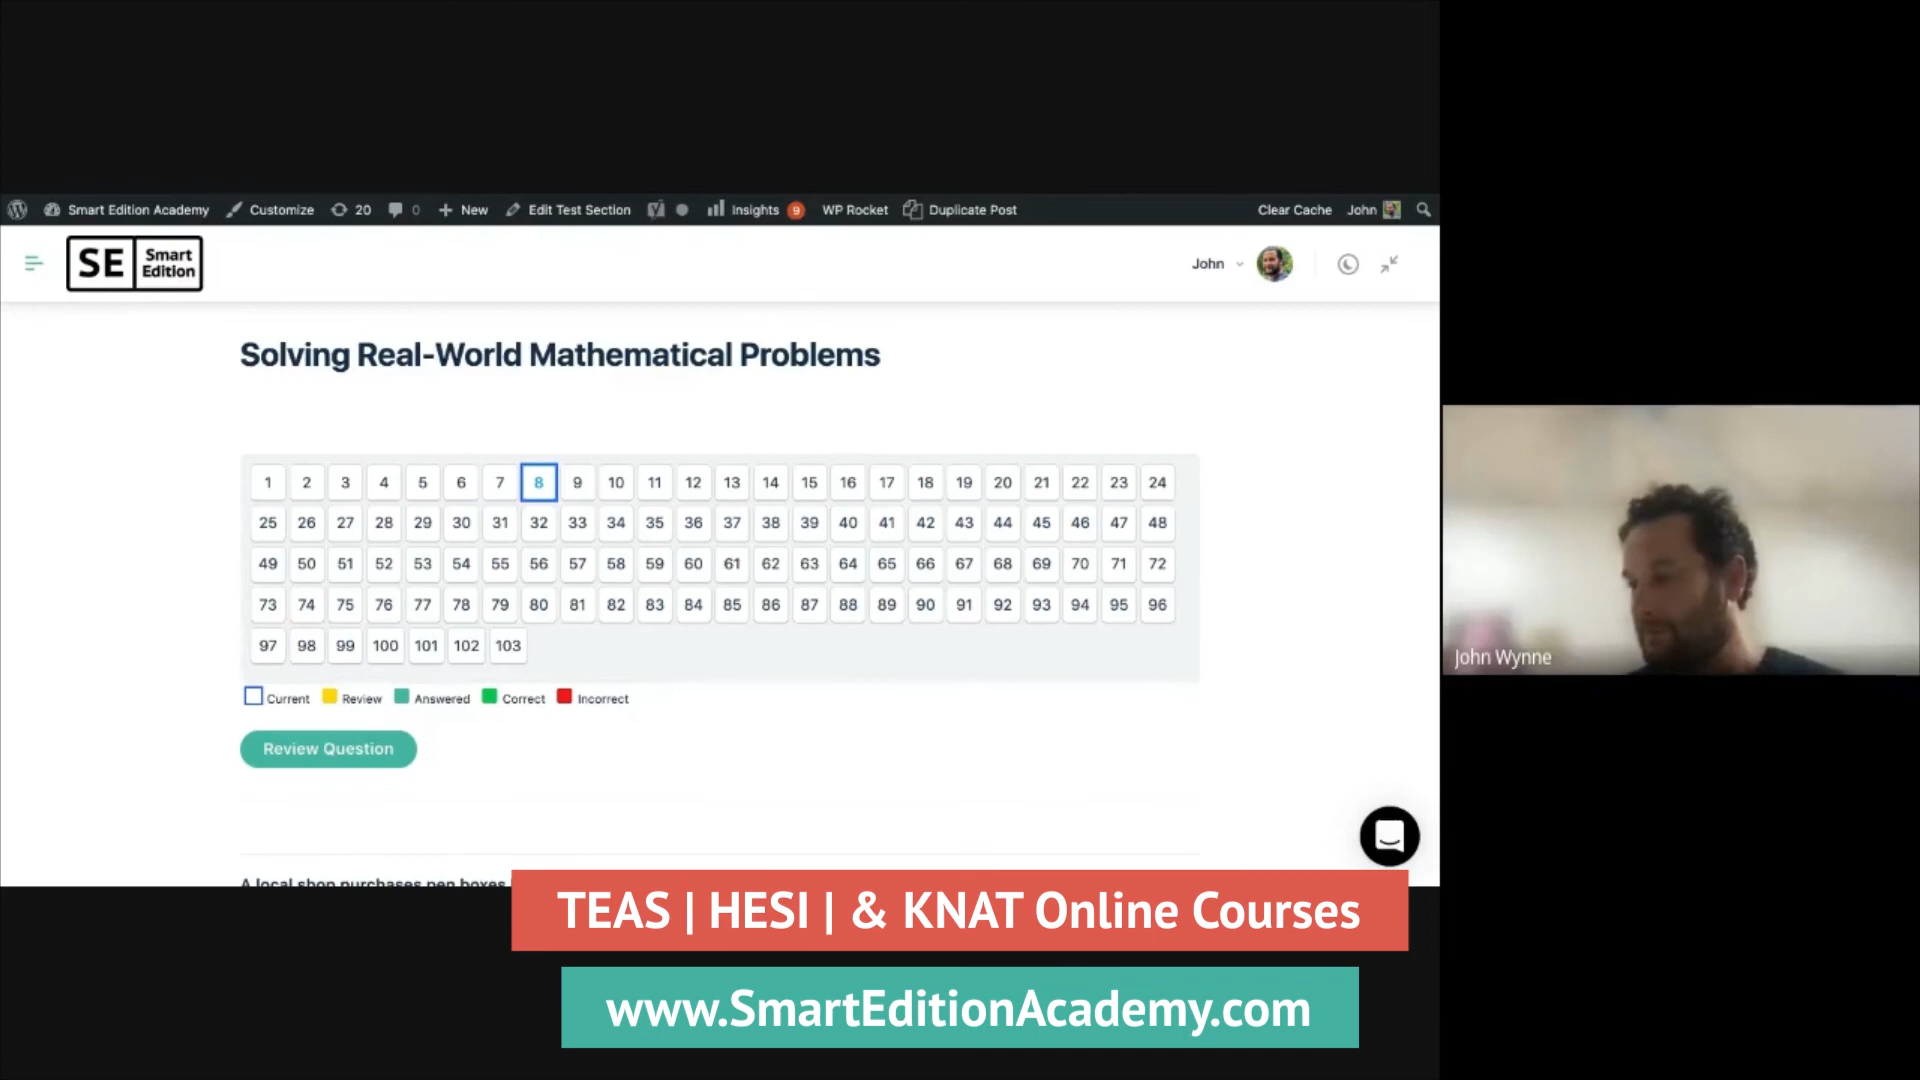 Smart Edition Academy Customize 20 0 New Edit Test Section Insights 9 WP Rocket Duplicate Post Clear Cache John
SE Smart Edition
John
Solving Real-World Mathematical Problems
1 2 3 4 5 6 7 8 9 10 11 12 13 14 15 16 17 18 19 20 21 22 23 24
25 26 27 28 29 30 31 32 33 34 35 36 37 38 39 40 41 42 43 44 45 46 47 48
49 50 51 52 53 54 55 56 57 58 59 60 61 62 63 64 65 66 67 68 69 70 71 72
73 74 75 76 77 78 79 80 81 82 83 84 85 86 87 88 89 90 91 92 93 94 95 96
97 98 99 100 101 102 103
Current Review Answered Correct Incorrect
Review Question
John Wynne
A local shop purchases pen boxes
TEAS | HESI | & KNAT Online Courses
www.SmartEditionAcademy.com